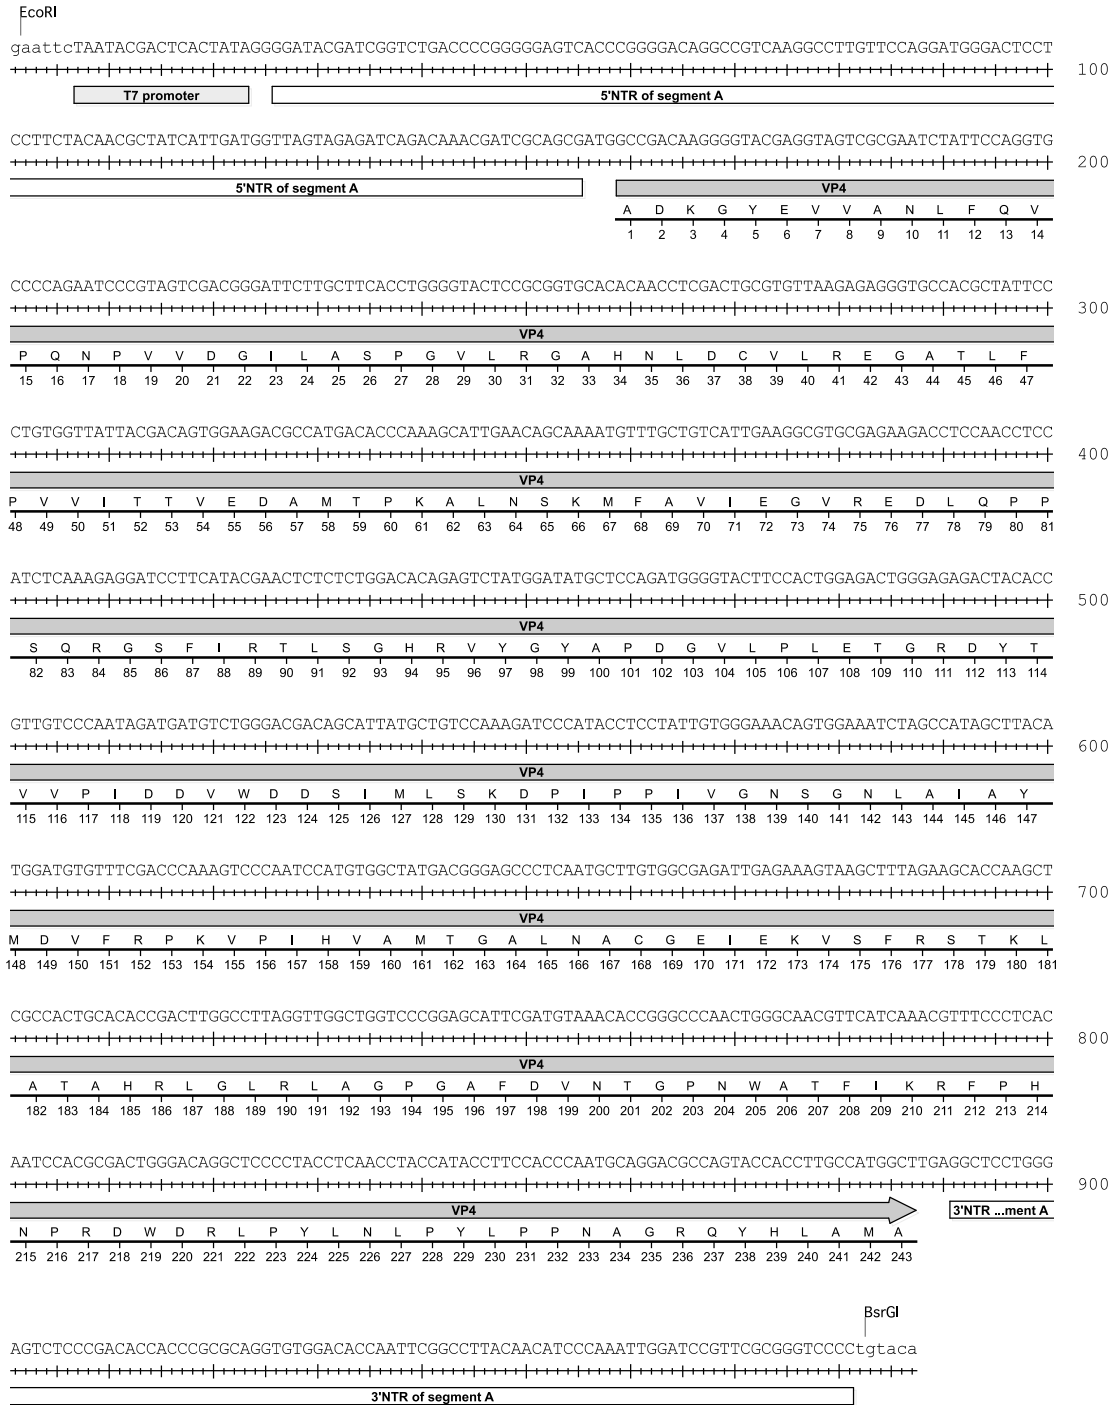 EcoRI
gaattcTAATACGACTCACTATAGGGGATACGATCGGTCTGACCCCGGGGGAGTCACCCGGGGACAGGCCGTCAAGGCCTTGTTCCAGGATGGGACTCCT
100
T7 promoter 5'NTR of segment A
CCTTCTACAACGCTATCATTGATGGTTAGTAGAGATCAGACAAACGATCGCAGCGATGGCCGACAAGGGGTACGAGGTAGTCGCGAATCTATTCCAGGTG
200
5'NTR of segment A VP4
A D K G Y E V V A N L F Q V
1 2 3 4 5 6 7 8 9 10 11 12 13 14
CCCCAGAATCCCGTAGTCGACGGGATTCTTGCTTCACCTGGGGTACTCCGCGGTGCACACAACCTCGACTGCGTGTTAAGAGAGGGTGCCACGCTATTCC
300
VP4
P Q N P V V D G I L A S P G V L R G A H N L D C V L R E G A T L F
15 16 17 18 19 20 21 22 23 24 25 26 27 28 29 30 31 32 33 34 35 36 37 38 39 40 41 42 43 44 45 46 47
CTGTGGTTATTACGACAGTGGAAGACGCCATGACACCCAAAGCATTGAACAGCAAAATGTTTGCTGTCATTGAAGGCGTGCGAGAAGACCTCCAACCTCC
400
VP4
P V V I T T V E D A M T P K A L N S K M F A V I E G V R E D L Q P P
48 49 50 51 52 53 54 55 56 57 58 59 60 61 62 63 64 65 66 67 68 69 70 71 72 73 74 75 76 77 78 79 80 81
ATCTCAAAGAGGATCCTTCATACGAACTCTCTCTGGACACAGAGTCTATGGATATGCTCCAGATGGGGTACTTCCACTGGAGACTGGGAGAGACTACACC
500
VP4
S Q R G S F I R T L S G H R V Y G Y A P D G V L P L E T G R D Y T
82 83 84 85 86 87 88 89 90 91 92 93 94 95 96 97 98 99 100 101 102 103 104 105 106 107 108 109 110 111 112 113 114
GTTGTCCCAATAGATGATGTCTGGGACGACAGCATTATGCTGTCCAAAGATCCCATACCTCCTATTGTGGGAAACAGTGGAAATCTAGCCATAGCTTACA
600
VP4
V V P I D D V W D D S I M L S K D P I P P I V G N S G N L A I A Y
115 116 117 118 119 120 121 122 123 124 125 126 127 128 129 130 131 132 133 134 135 136 137 138 139 140 141 142 143 144 145 146 147
TGGATGTGTTTCGACCCAAAGTCCCAATCCATGTGGCTATGACGGGAGCCCTCAATGCTTGTGGCGAGATTGAGAAAGTAAGCTTTAGAAGCACCAAGCT
700
VP4
M D V F R P K V P I H V A M T G A L N A C G E I E K V S F R S T K L
148 149 150 151 152 153 154 155 156 157 158 159 160 161 162 163 164 165 166 167 168 169 170 171 172 173 174 175 176 177 178 179 180 181
CGCCACTGCACACCGACTTGGCCTTAGGTTGGCTGGTCCCGGAGCATTCGATGTAAACACCGGGCCCAACTGGGCAACGTTCATCAAACGTTTCCCTCAC
800
VP4
A T A H R L G L R L A G P G A F D V N T G P N W A T F I K R F P H
182 183 184 185 186 187 188 189 190 191 192 193 194 195 196 197 198 199 200 201 202 203 204 205 206 207 208 209 210 211 212 213 214
AATCCACGCGACTGGGACAGGCTCCCCTACCTCAACCTACCATACCTTCCACCCAATGCAGGACGCCAGTACCACCTTGCCATGGCTTGAGGCTCCTGGG
900
VP4 3'NTR ...ment A
N P R D W D R L P Y L N L P Y L P P N A G R Q Y H L A M A
215 216 217 218 219 220 221 222 223 224 225 226 227 228 229 230 231 232 233 234 235 236 237 238 239 240 241 242 243
BsrGI
AGTCTCCCGACACCACCCGCGCAGGTGTGGACACCAATTCGGCCTTACAACATCCCAAATTGGATCCGTTCGCGGGTCCCCtgtaca
3'NTR of segment A